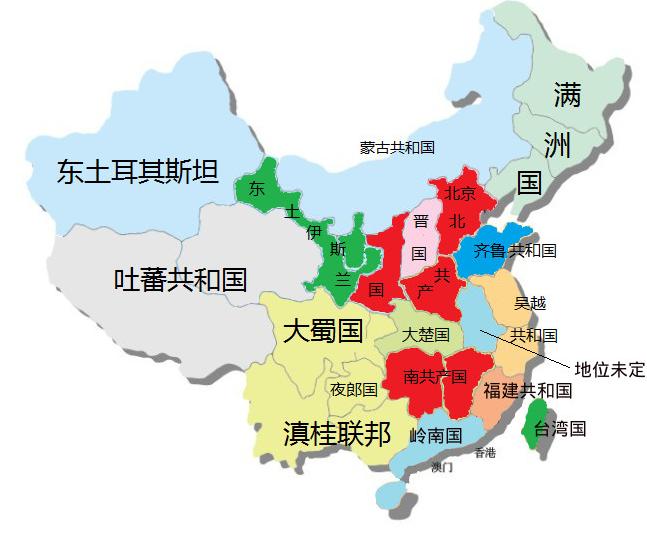 满
洲
国
蒙古共和国
东土耳其斯坦
东
土
伊
斯
兰
北京
北
共
产
国
晋
国
齐鲁共和国
吐蕃共和国
大蜀国
大楚国
吴越
共和国
地位未定
夜郎国
南共产国
福建共和国
滇桂联邦
岭南国
台湾国
香港
澳门